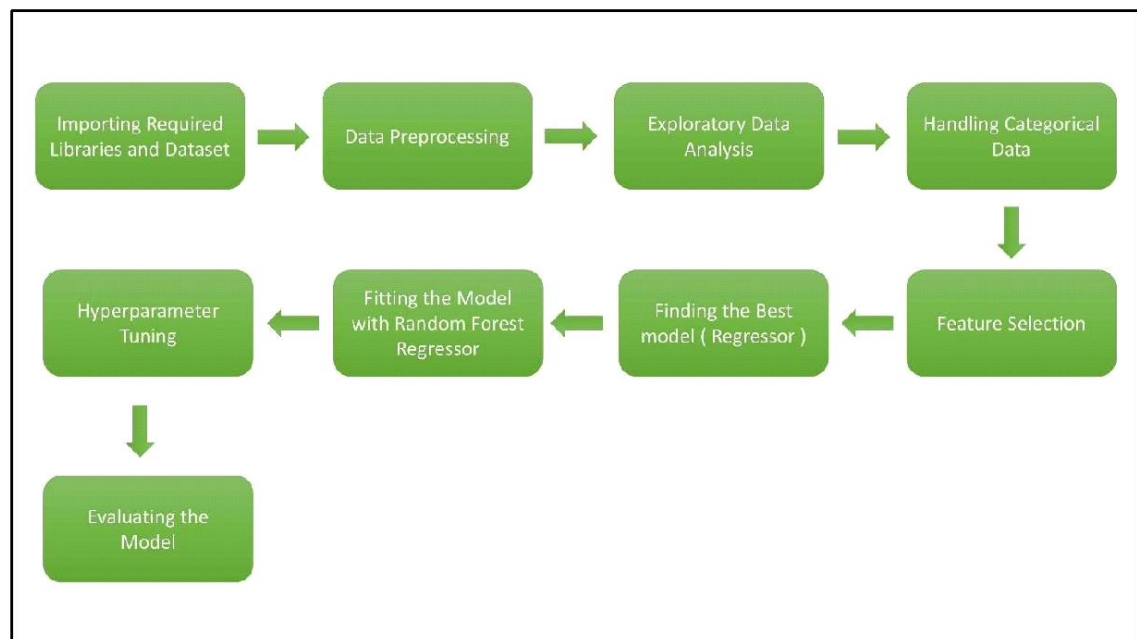 Importing Required
Libraries and Dataset
Data Preprocessing
Exploratory Data
Analysis
Handling Categorical
Data
Feature Selection
Finding the Best
model ( Regressor )
Fitting the Model
with Random Forest
Regressor
Hyperparameter
Tuning
Evaluating the
Model